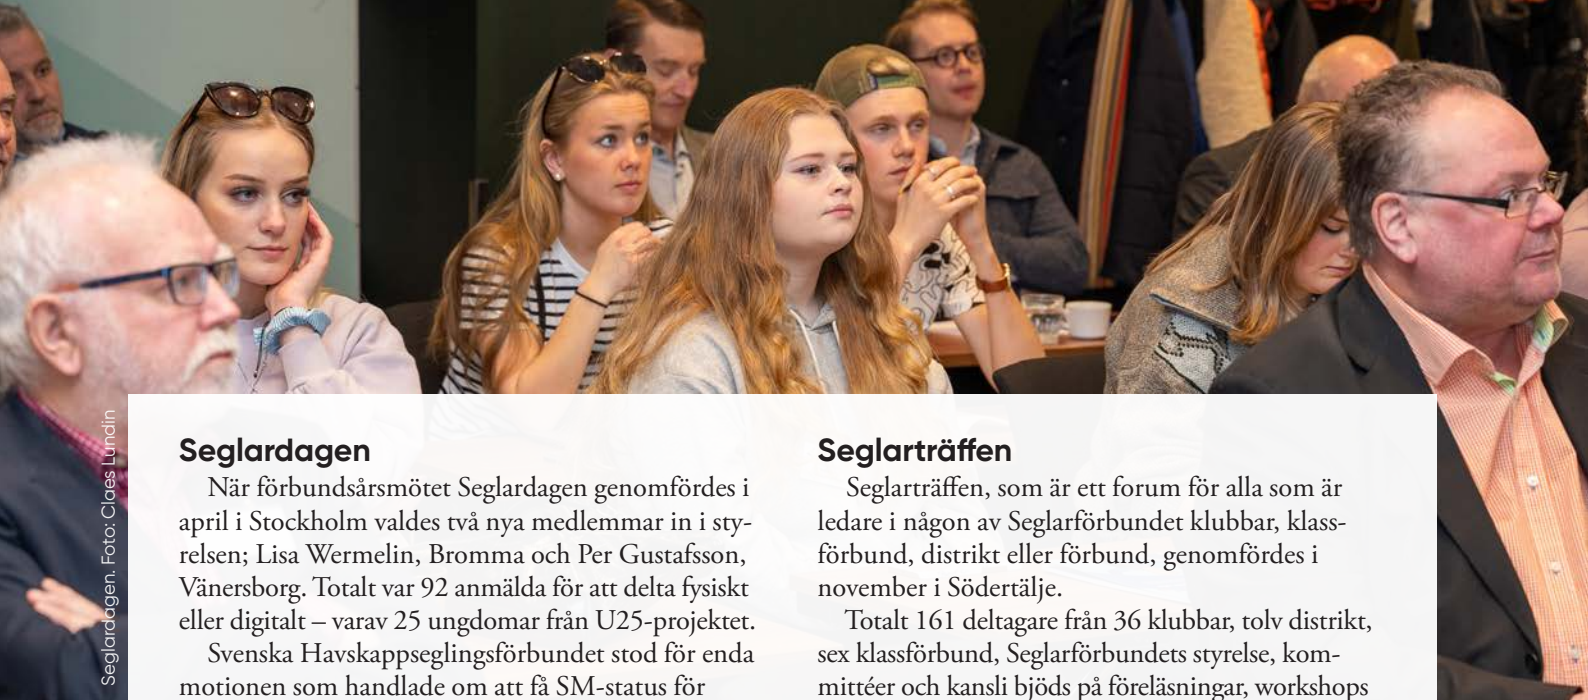 Seglardagen
När förbundsårsmötet Seglardagen genomfördes i
april i Stockholm valdes två nya medlemmar in i sty-
relsen; Lisa Wermelin, Bromma och Per Gustafsson,
Vänersborg. Totalt var 92 anmälda för att delta fysiskt
eller digitalt – varav 25 ungdomar från U25-projektet.
Svenska Havskappseglingsförbundet stod för enda
motionen som handlade om att få SM-status för
Seglarträffen
Seglarträffen, som är ett forum för alla som är
ledare i någon av Seglarförbundet klubbar, klass-
förbund, distrikt eller förbund, genomfördes i
november i Södertälje.
Totalt 161 deltagare från 36 klubbar, tolv distrikt,
sex klassförbund, Seglarförbundets styrelse, kom-
mittéer och kansli bjöds på föreläsningar, workshops
Seglardagen. Foto: Claes Lundin